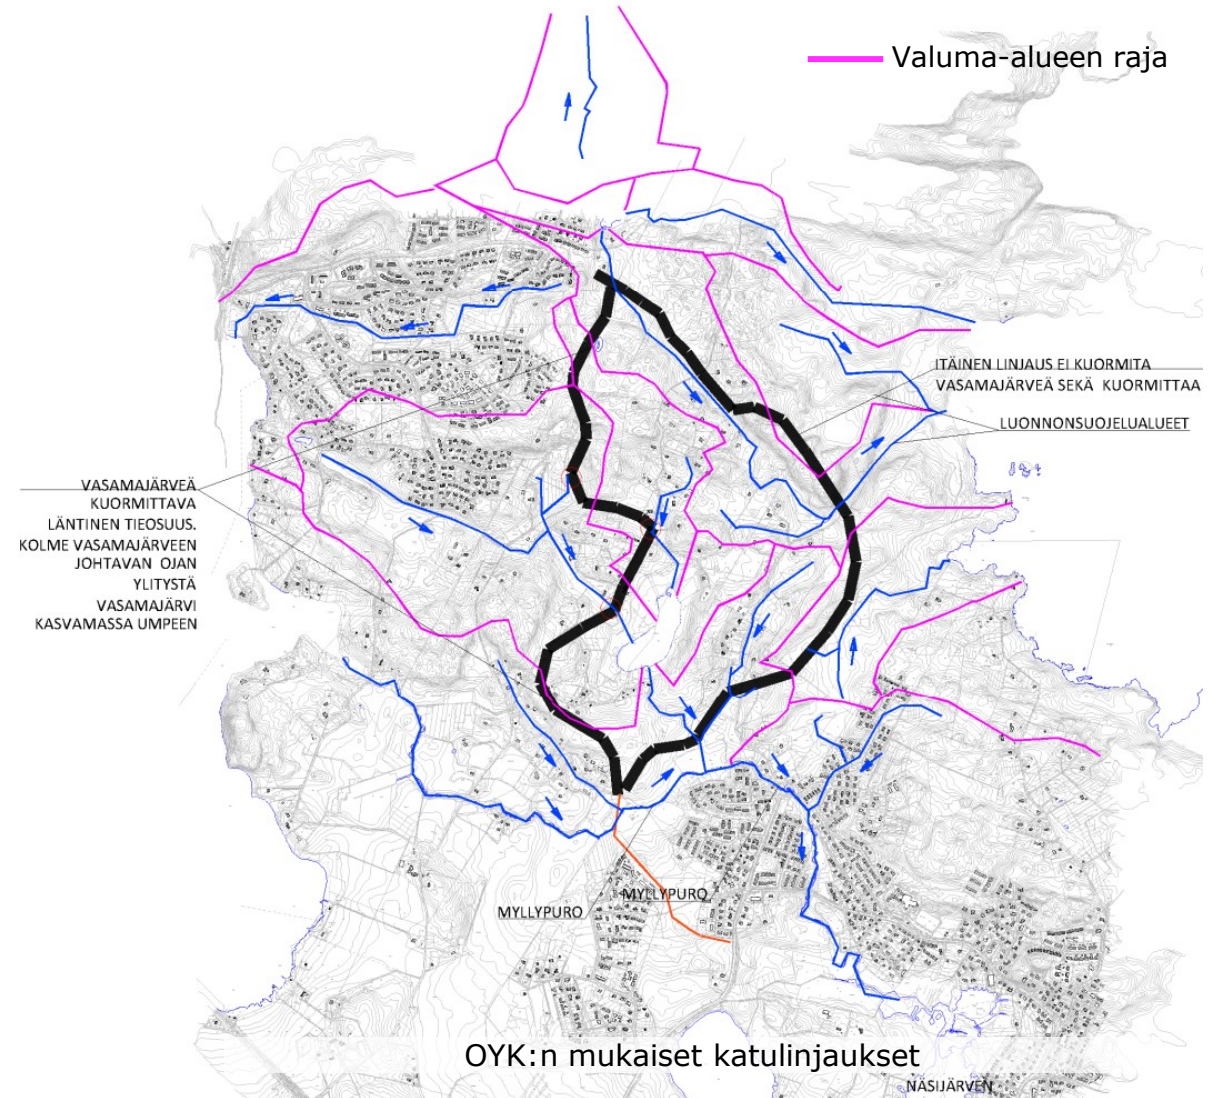 Valuma-alueen raja
ITÄINEN LINJAUS EI KUORMITA
VASAMAJÄRVEÄ SEKÄ KUORMITTAA
LUONNONSUOJELUALUEET
VASAMAJÄRVEÄ
KUORMITTAVA
LÄNTINEN TIEOSUUS.
KOLME VASAMAJÄRVEEN
JOHTAVAN OJAN
YLITYSTÄ
VASAMAJÄRVI
KASVAMASSA UMPEEN
MYLLYPURO
MYLLYPURO
OYK:n mukaiset katulinjaukset
NÄSIJÄRVEN